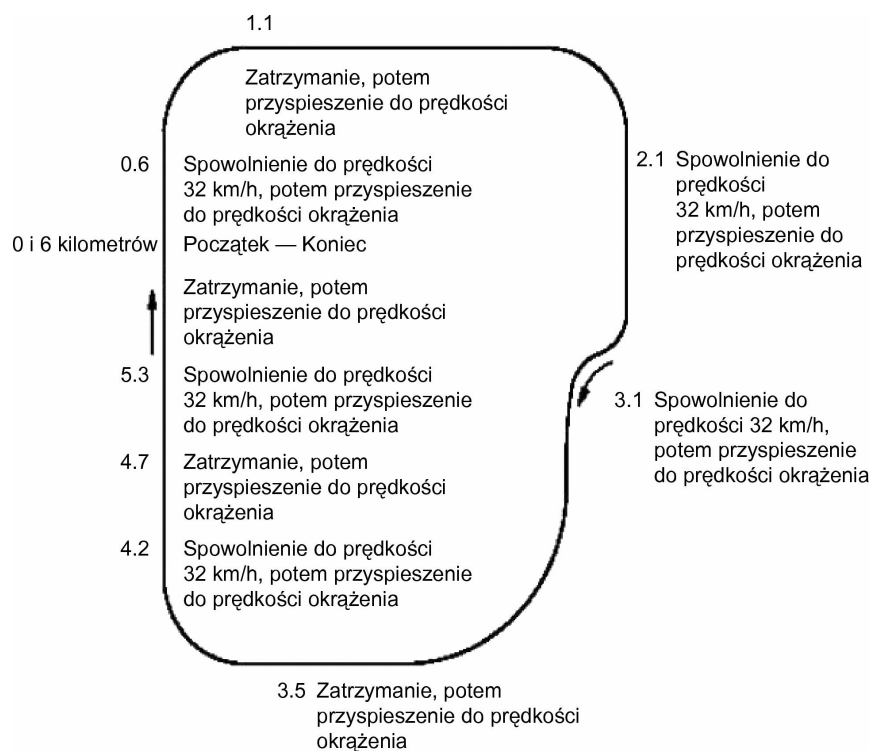 1.1
Zatrzymanie, potem
przyspieszenie do prędkości
okrążenia
0.6 Spowolnienie do prędkości
32 km/h, potem przyspieszenie
do prędkości okrążenia
0 i 6 kilometrów Początek — Koniec
Zatrzymanie, potem
przyspieszenie do prędkości
okrążenia
5.3 Spowolnienie do prędkości
32 km/h, potem przyspieszenie
do prędkości okrążenia
4.7 Zatrzymanie, potem
przyspieszenie do prędkości
okrążenia
4.2 Spowolnienie do prędkości
32 km/h, potem przyspieszenie
do prędkości okrążenia
2.1 Spowolnienie do
prędkości
32 km/h, potem
przyspieszenie do
prędkości okrążenia
3.1 Spowolnienie do
prędkości 32 km/h,
potem przyspieszenie
do prędkości okrążenia
3.5 Zatrzymanie, potem
przyspieszenie do prędkości
okrążenia